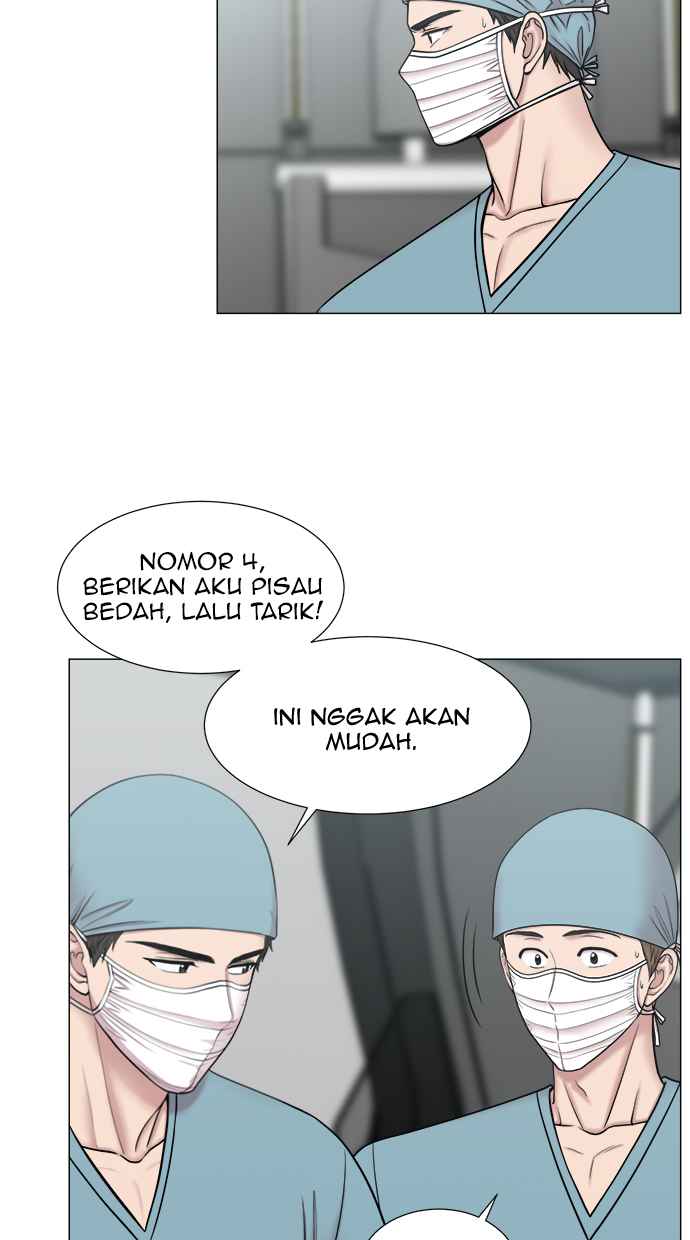 NOMOR 4,
BERIKAN AKU PISAU
BEDAH, LALU TARIK!
INI NGGAK AKAN
MUDAH.